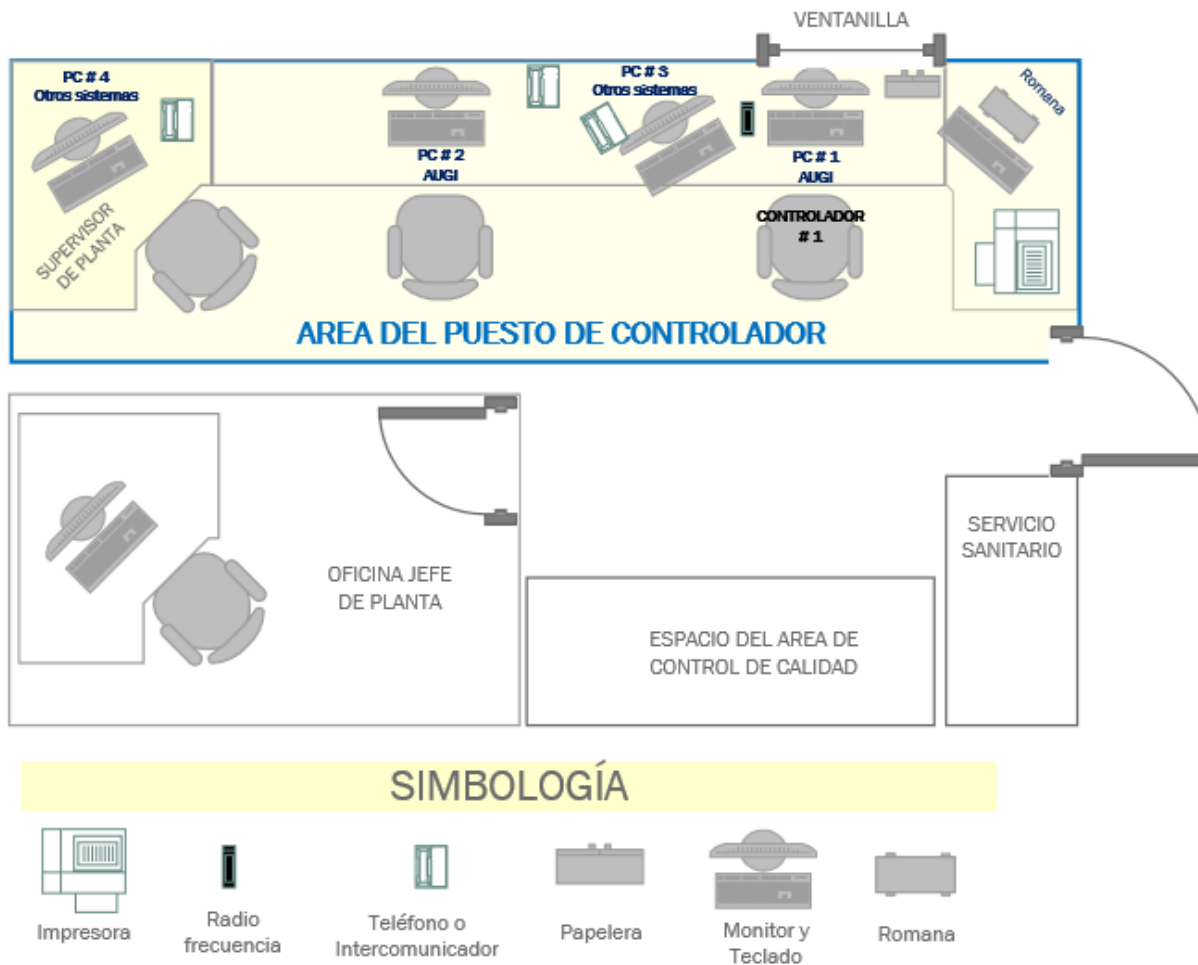 VENTANILLA
PC # 4
Otros sistemas
PC # 3
Otros sistemas
Romana
PC # 2
AUGI
PC # 1
AUGI
SUPERVISOR
DE PLANTA
CONTROLADOR
# 1
AREA DEL PUESTO DE CONTROLADOR
OFICINA JEFE
DE PLANTA
ESPACIO DEL AREA DE
CONTROL DE CALIDAD
SERVICIO
SANITARIO
SIMBOLOGÍA
Impresora
Radio
frecuencia
Teléfono o
Intercomunicador
Papelera
Monitor y
Teclado
Romana